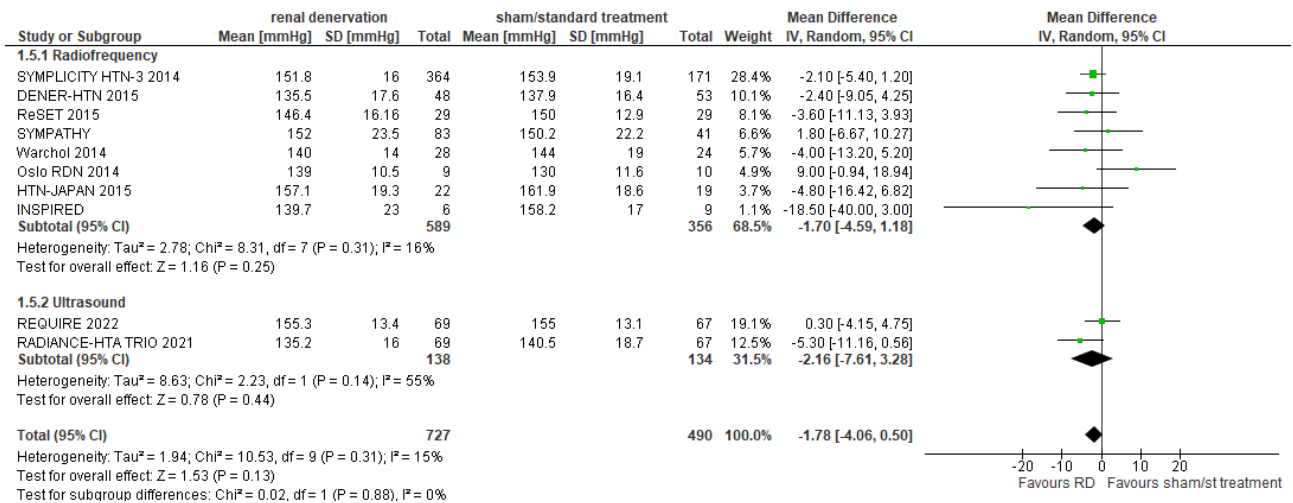 renal denervation sham/standard treatment Mean Difference Mean Difference
Study or Subgroup Mean [mmHg] SD [mmHg] Total Mean [mmHg] SD [mmHg] Total Weight IV, Random, 95% CI IV, Random, 95% CI
1.5.1 Radiofrequency
SYMPLICITY HTN-3 2014 151.8 16 364 153.9 19.1 171 28.4% -2.10 [-5.40, 1.20]
DENER-HTN 2015 135.5 17.6 48 137.9 16.4 53 10.1% -2.40 [-9.05, 4.25]
ReSET 2015 146.4 16.16 29 150 12.9 29 7.8% -3.60 [-11.13, 3.93]
SYMPATHY 152 23.5 83 150.2 22.2 41 6.6% 1.80 [-6.67, 10.27]
Warchol 2014 140 14 28 144 19 24 5.7% -4.00 [-13.20, 5.20]
Oslo RDN 2014 139 10.5 9 130 11.6 10 4.9% 9.00 [-0.94, 18.94]
HTN-JAPAN 2015 157.1 19.3 22 161.9 18.6 19 3.7% -4.80 [-16.42, 6.82]
INSPIRED 139.7 23 6 158.2 17 9 1.1% -18.50 [-40.00, 3.00]
Subtotal (95% CI) 589 356 68.5% -1.70 [-4.59, 1.18]
Heterogeneity: Tau² = 2.78; Chi² = 8.31, df = 7 (P = 0.31); I² = 16%
Test for overall effect: Z = 1.16 (P = 0.25)
1.5.2 Ultrasound
REQUIRE 2022 155.3 13.4 69 155 13.1 67 19.1% 0.30 [-4.15, 4.75]
RADIANCE-HTA TRIO 2021 135.2 16 69 140.5 18.7 67 12.5% -5.30 [-11.16, 0.56]
Subtotal (95% CI) 138 134 31.5% -2.16 [-7.61, 3.28]
Heterogeneity: Tau² = 8.63; Chi² = 2.23, df = 1 (P = 0.14); I² = 55%
Test for overall effect: Z = 0.78 (P = 0.44)
Total (95% CI) 727 490 100.0% -1.78 [-4.06, 0.50]
Heterogeneity: Tau² = 1.94; Chi² = 10.53, df = 9 (P = 0.31); I² = 15%
Test for overall effect: Z = 1.53 (P = 0.13)
Test for subgroup differences: Chi² = 0.02, df = 1 (P = 0.88), I² = 0%
-20 -10 0 10 20
Favours RD Favours sham/st treatment